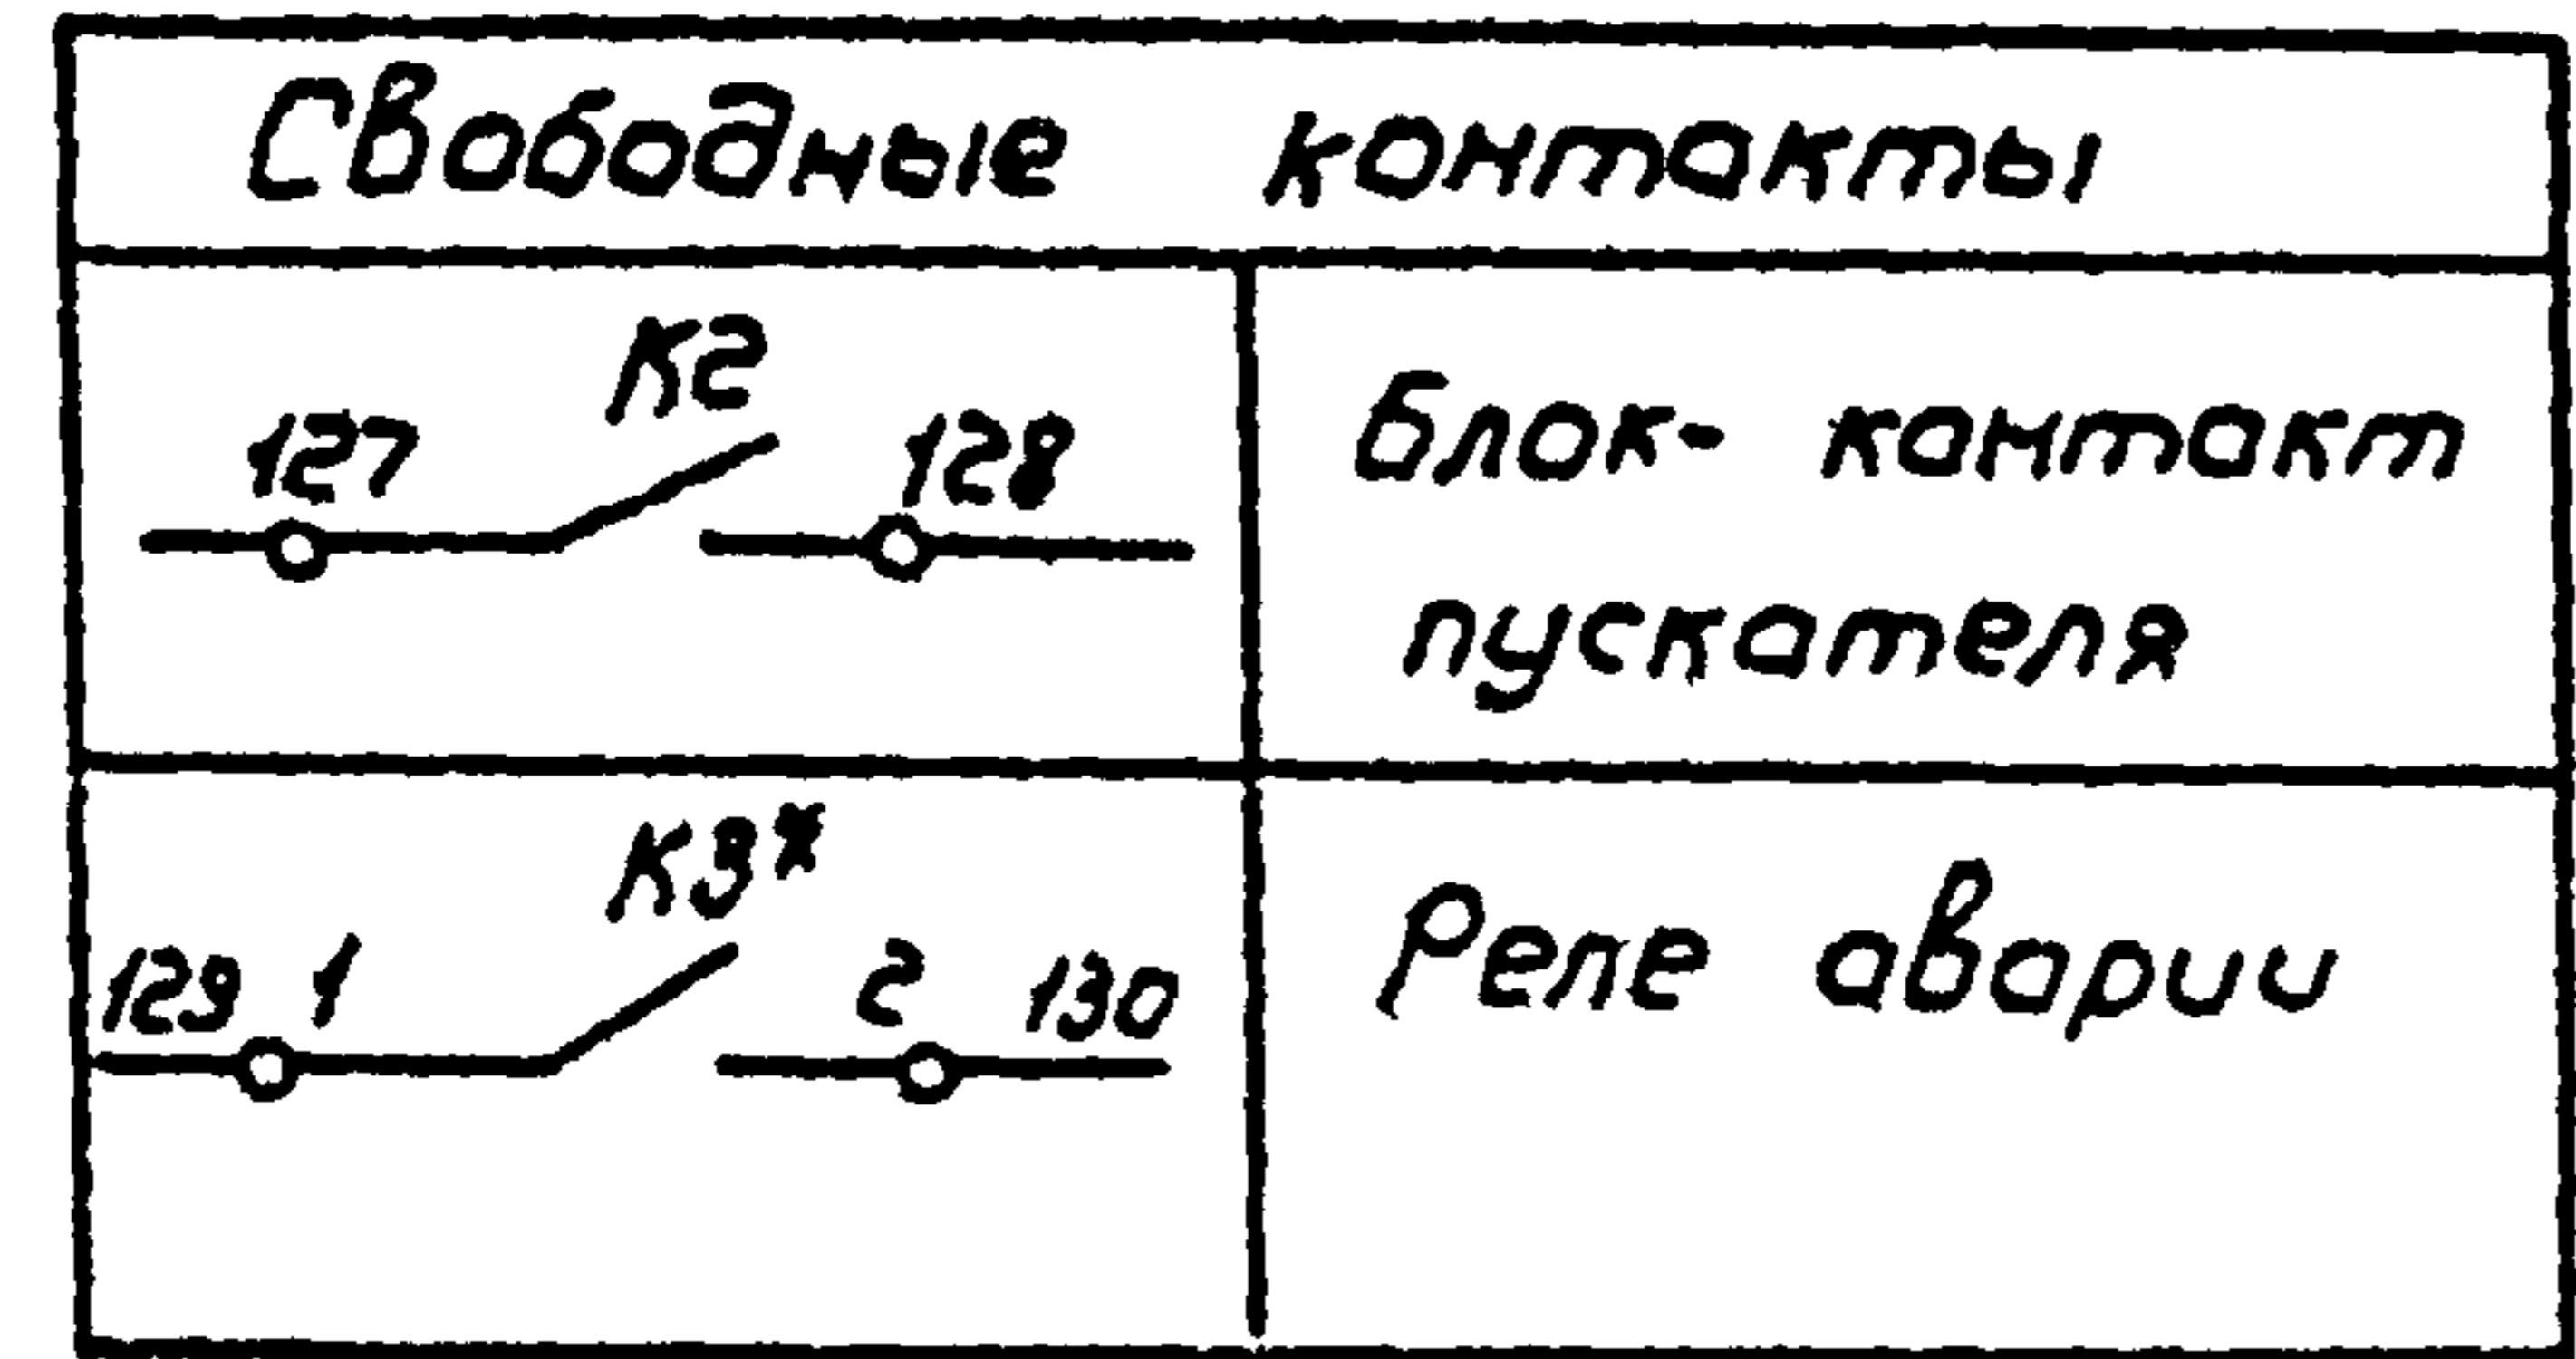 Свободные контакты
К2
127 128
Блок- контакт
пускателя
К3*
129 1 2 130
Реле аварии